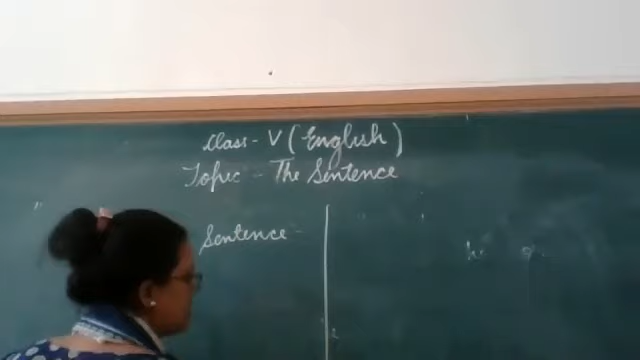 Class - V (English)
Topic - The Sentence
Sentence -